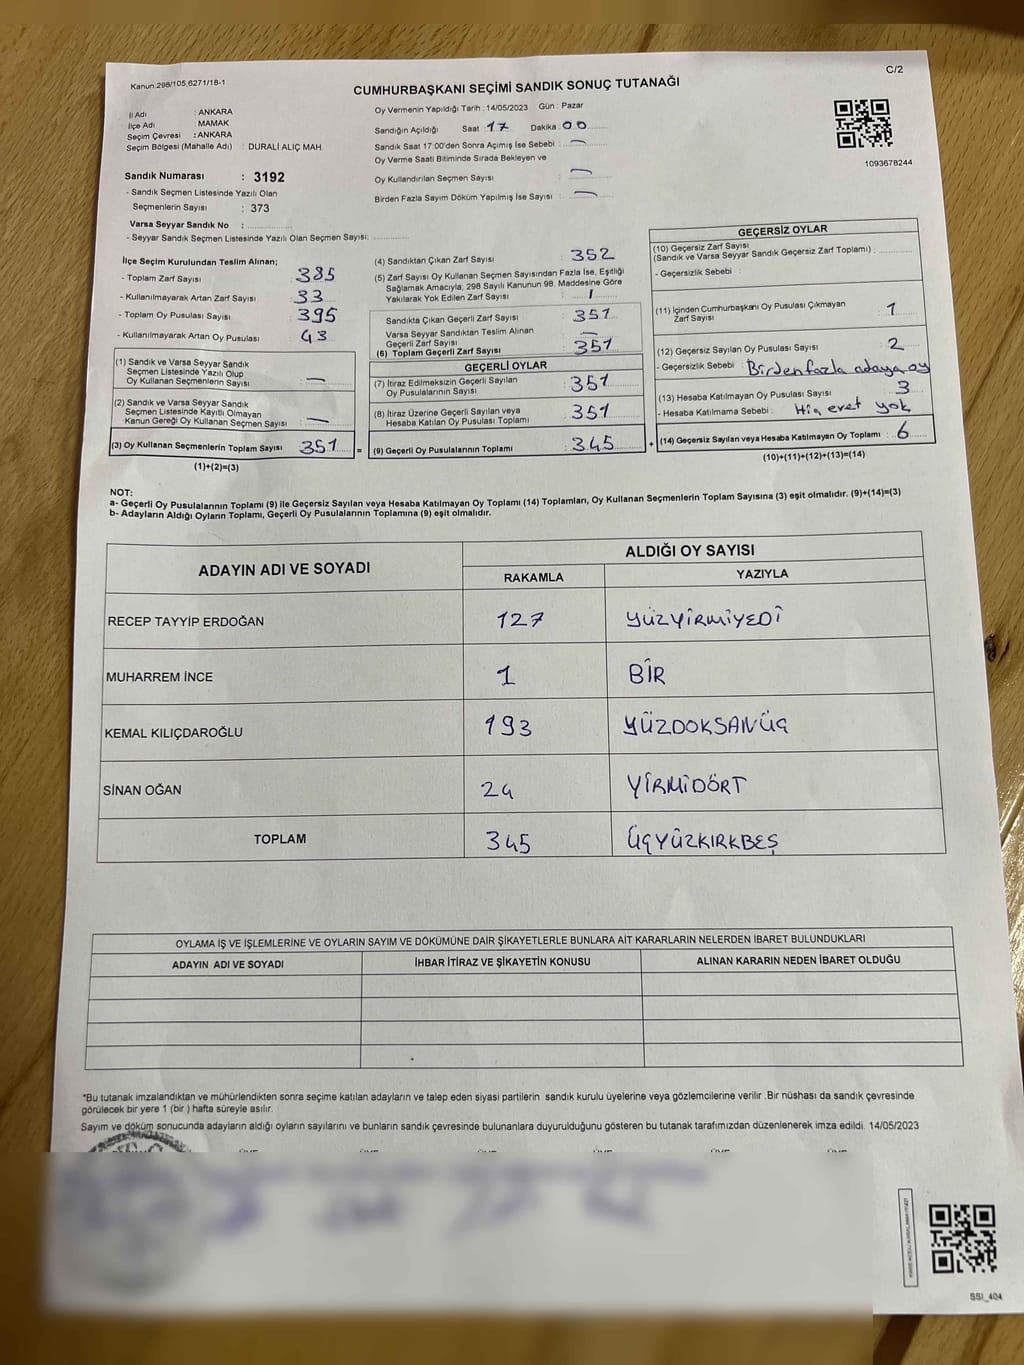 Kanun:298/105,6271/18-1
C/2
CUMHURBAŞKANI SEÇİMİ SANDIK SONUÇ TUTANAĞI
İl Adı : ANKARA
İlçe Adı : MAMAK
Seçim Çevresi : ANKARA
Seçim Bölgesi (Mahalle Adı) : DURALİ ALIÇ MAH.
Oy Vermenin Yapıldığı Tarih : 14/05/2023 Gün : Pazar
Sandığın Açıldığı Saat 17 Dakika 00
Sandık Saat 17:00'den Sonra Açımış İse Sebebi : —
Oy Verme Saati Bitiminde Sırada Bekleyen ve
Oy Kullandırılan Seçmen Sayısı : —
Birden Fazla Sayım Döküm Yapılmış İse Sayısı : —
1093678244
Sandık Numarası : 3192
- Sandık Seçmen Listesinde Yazılı Olan
Seçmenlerin Sayısı : 373
Varsa Seyyar Sandık No :
- Seyyar Sandık Seçmen Listesinde Yazılı Olan Seçmen Sayısı:
İlçe Seçim Kurulundan Teslim Alınan;
- Toplam Zarf Sayısı : 385
- Kullanılmayarak Artan Zarf Sayısı : 33
- Toplam Oy Pusulası Sayısı : 395
- Kullanılmayarak Artan Oy Pusulası : 43
(1) Sandık ve Varsa Seyyar Sandık
Seçmen Listesinde Yazılı Olup
Oy Kullanan Seçmenlerin Sayısı : —
(2) Sandık ve Varsa Seyyar Sandık
Seçmen Listesinde Kayıtlı Olmayan
Kanun Gereği Oy Kullanan Seçmen Sayısı : —
(3) Oy Kullanan Seçmenlerin Toplam Sayısı : 351 =
(1)+(2)=(3)
(4) Sandıktan Çıkan Zarf Sayısı : 352
(5) Zarf Sayısı Oy Kullanan Seçmen Sayısından Fazla İse, Eşitliği
Sağlamak Amacıyla, 298 Sayılı Kanunun 98. Maddesine Göre
Yakılarak Yok Edilen Zarf Sayısı : 1
Sandıkta Çıkan Geçerli Zarf Sayısı : 351
Varsa Seyyar Sandıktan Teslim Alınan
Geçerli Zarf Sayısı : —
(6) Toplam Geçerli Zarf Sayısı : 351
GEÇERLİ OYLAR
(7) İtiraz Edilmeksizin Geçerli Sayılan
Oy Pusulalarının Sayısı : 351
(8) İtiraz Üzerine Geçerli Sayılan veya
Hesaba Katılan Oy Pusulası Toplamı : 351
(9) Geçerli Oy Pusulalarının Toplamı : 345 +
GEÇERSİZ OYLAR
(10) Geçersiz Zarf Sayısı
(Sandık ve Varsa Seyyar Sandık Geçersiz Zarf Toplamı) :
- Geçersizlik Sebebi :
(11) İçinden Cumhurbaşkanı Oy Pusulası Çıkmayan
Zarf Sayısı : 1
(12) Geçersiz Sayılan Oy Pusulası Sayısı : 2
- Geçersizlik Sebebi : Birden fazla adaya oy
(13) Hesaba Katılmayan Oy Pusulası Sayısı : 3
- Hesaba Katılmama Sebebi : Hiç evet yok
(14) Geçersiz Sayılan veya Hesaba Katılmayan Oy Toplamı : 6
(10)+(11)+(12)+(13)=(14)
NOT:
a- Geçerli Oy Pusulalarının Toplamı (9) ile Geçersiz Sayılan veya Hesaba Katılmayan Oy Toplamı (14) Toplamları, Oy Kullanan Seçmenlerin Toplam Sayısına (3) eşit olmalıdır. (9)+(14)=(3)
b- Adayların Aldığı Oyların Toplamı, Geçerli Oy Pusulalarının Toplamına (9) eşit olmalıdır.
ADAYIN ADI VE SOYADI ALDIĞI OY SAYISI
RAKAMLA YAZIYLA
RECEP TAYYİP ERDOĞAN 127 YÜZYİRMİYEDİ
MUHARREM İNCE 1 BİR
KEMAL KILIÇDAROĞLU 193 YÜZDOKSANÜÇ
SİNAN OĞAN 24 YİRMİDÖRT
TOPLAM 345 ÜÇYÜZKIRKBEŞ
OYLAMA İŞ VE İŞLEMLERİNE VE OYLARIN SAYIM VE DÖKÜMÜNE DAİR ŞİKAYETLERLE BUNLARA AİT KARARLARIN NELERDEN İBARET BULUNDUKLARI
ADAYIN ADI VE SOYADI İHBAR İTİRAZ VE ŞİKAYETİN KONUSU ALINAN KARARIN NEDEN İBARET OLDUĞU
*Bu tutanak imzalandıktan ve mühürlendikten sonra seçime katılan adayların ve talep eden siyasi partilerin sandık kurulu üyelerine veya gözlemcilerine verilir .Bir nüshası da sandık çevresinde
görülecek bir yere 1 (bir ) hafta süreyle asılır.
Sayım ve döküm sonucunda adayların aldığı oyların sayılarını ve bunların sandık çevresinde bulunanlara duyurulduğunu gösteren bu tutanak tarafımızdan düzenlenerek imza edildi. 14/05/2023
SSI_404